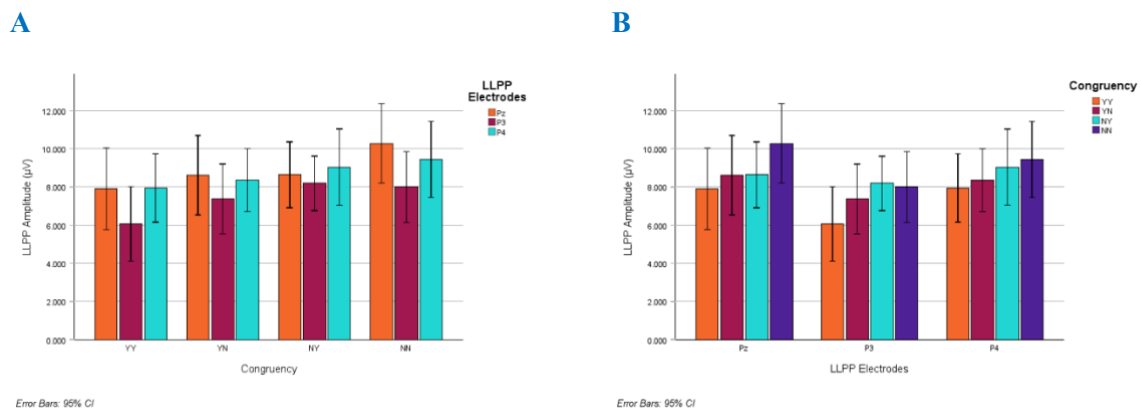 A
LLPP Amplitude (µV)
12.000
10.000
8.000
6.000
4.000
2.000
0.000
YY
YN
NY
NN
Congruency
LLPP
Electrodes
Pz
P3
P4
Error Bars: 95% CI
B
LLPP Amplitude (µV)
12.000
10.000
8.000
6.000
4.000
2.000
0.000
Pz
P3
P4
LLPP Electrodes
Congruency
YY
YN
NY
NN
Error Bars: 95% CI